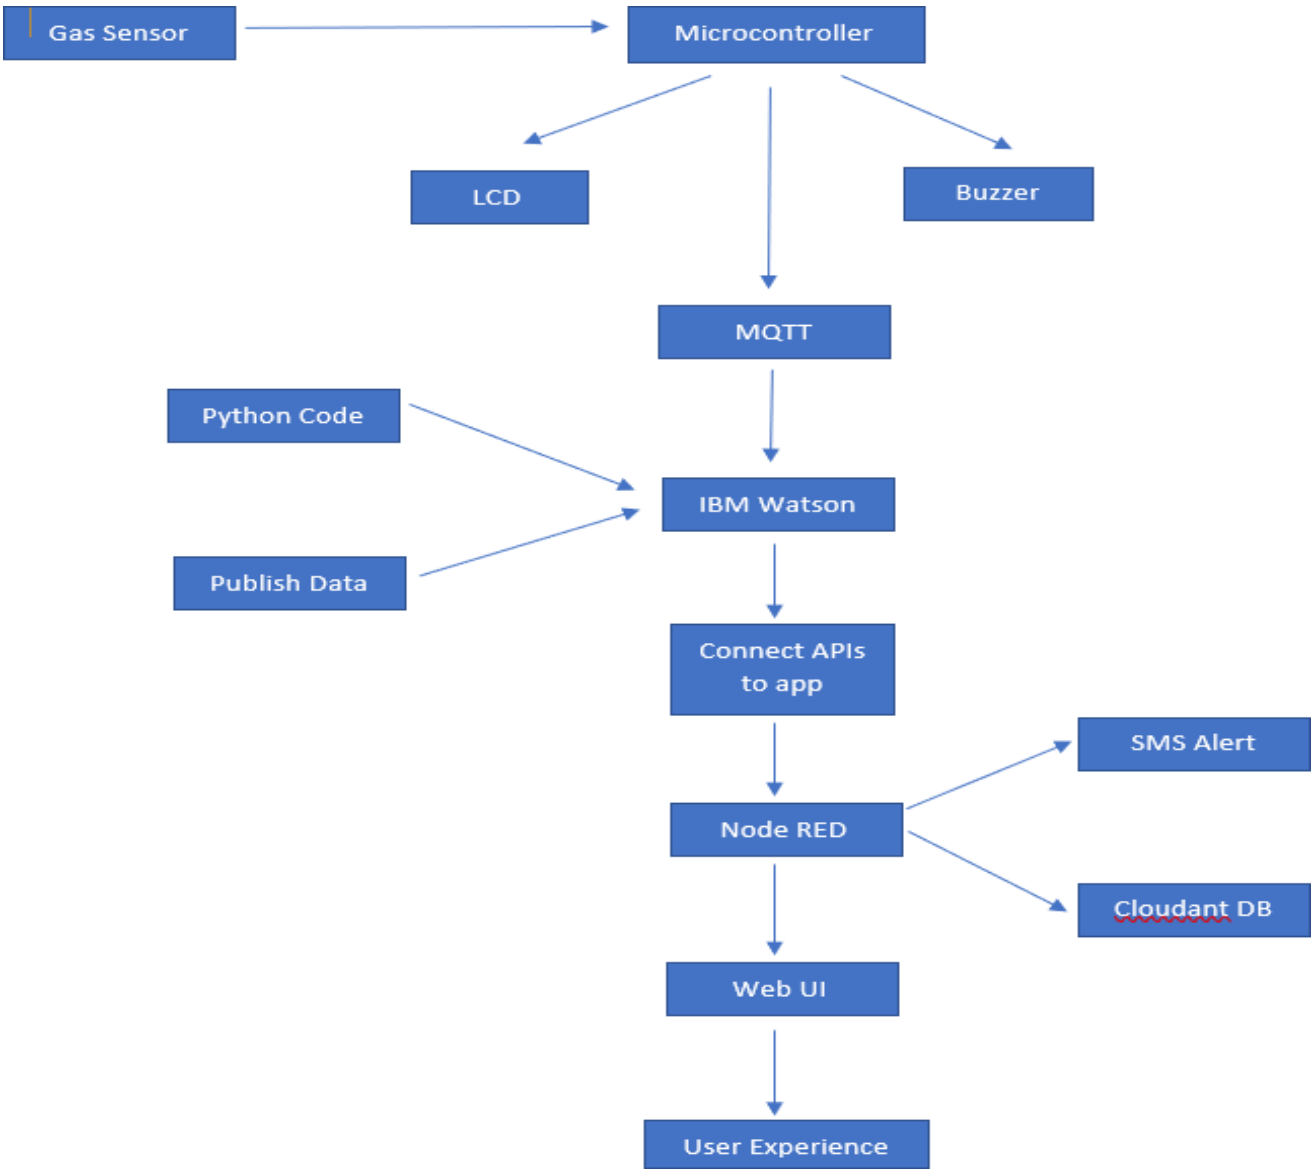 Gas Sensor
Microcontroller
LCD
Buzzer
MQTT
Python Code
IBM Watson
Publish Data
Connect APIs
to app
SMS Alert
Node RED
Cloudant DB
Web UI
User Experience